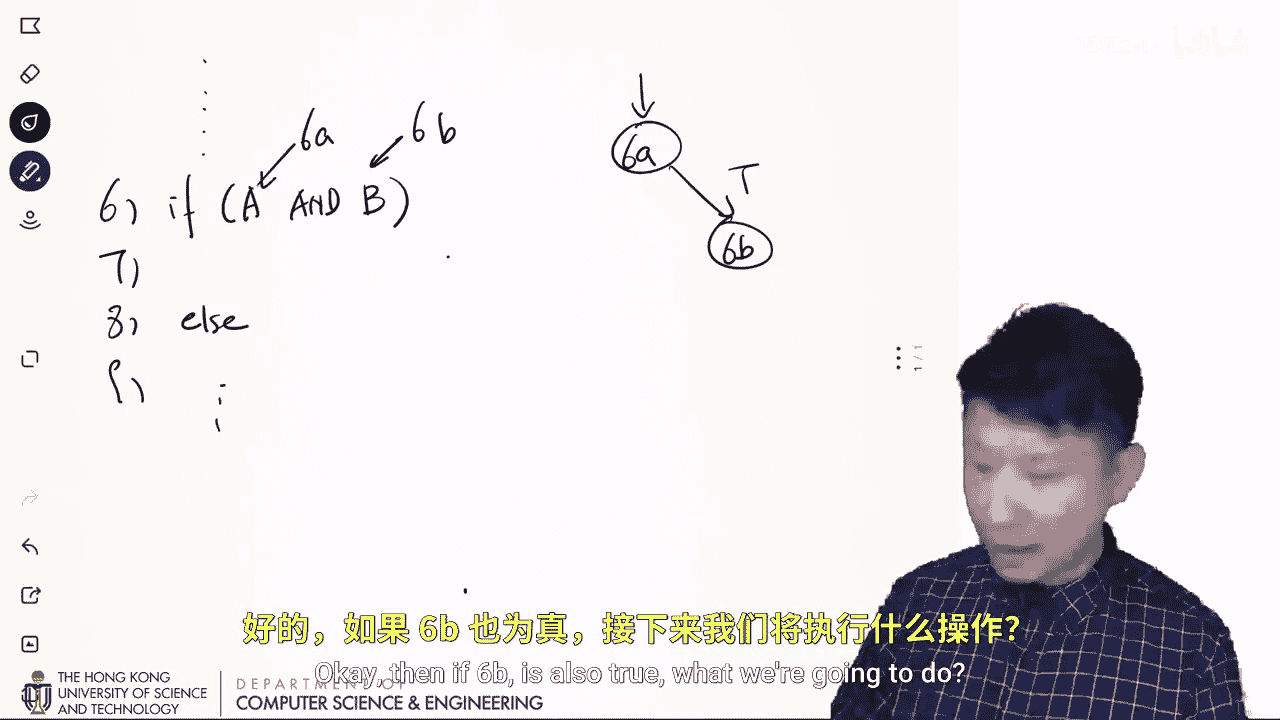 6a
6b
6) if (A AND B)
7)
8) else
9)
6a
T
6b
1 / 1
好的，如果 6b 也为真，接下来我们将执行什么操作?
Okay, then if 6b, is also true, what we're going to do?
THE HONG KONG
UNIVERSITY OF SCIENCE
AND TECHNOLOGY
DEPARTMENT OF
COMPUTER SCIENCE & ENGINEERING